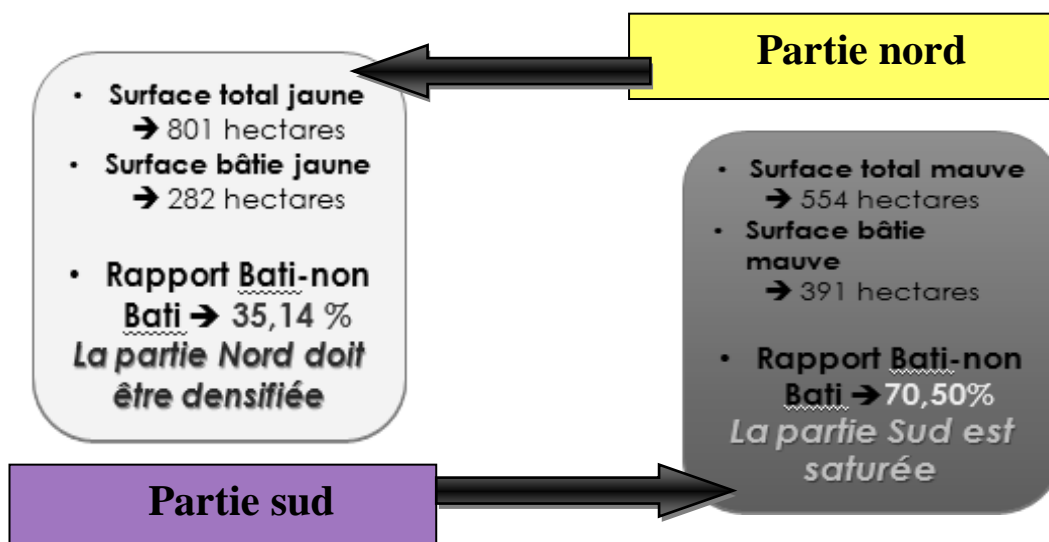 Partie nord
• Surface total jaune
➔ 801 hectares
• Surface bâtie jaune
➔ 282 hectares
• Rapport Bati-non
Bati ➔ 35,14 %
La partie Nord doit
être densifiée
• Surface total mauve
➔ 554 hectares
• Surface bâtie
mauve
➔ 391 hectares
• Rapport Bati-non
Bati ➔ 70,50%
La partie Sud est
saturée
Partie sud